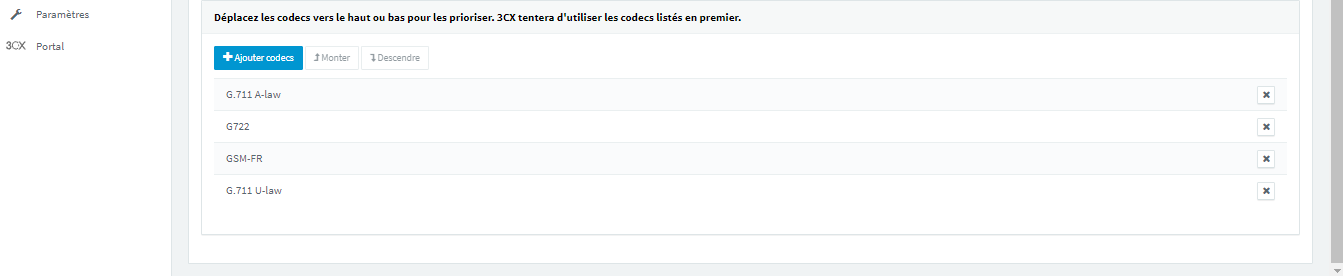 Déplacez les codecs vers le haut ou bas pour les prioriser. 3CX tentera d'utiliser les codecs listés en premier.
Paramètres
3CX Portal
Ajouter codecs Monter Descendre
G.711 A-law
G722
GSM-FR
G.711 U-law